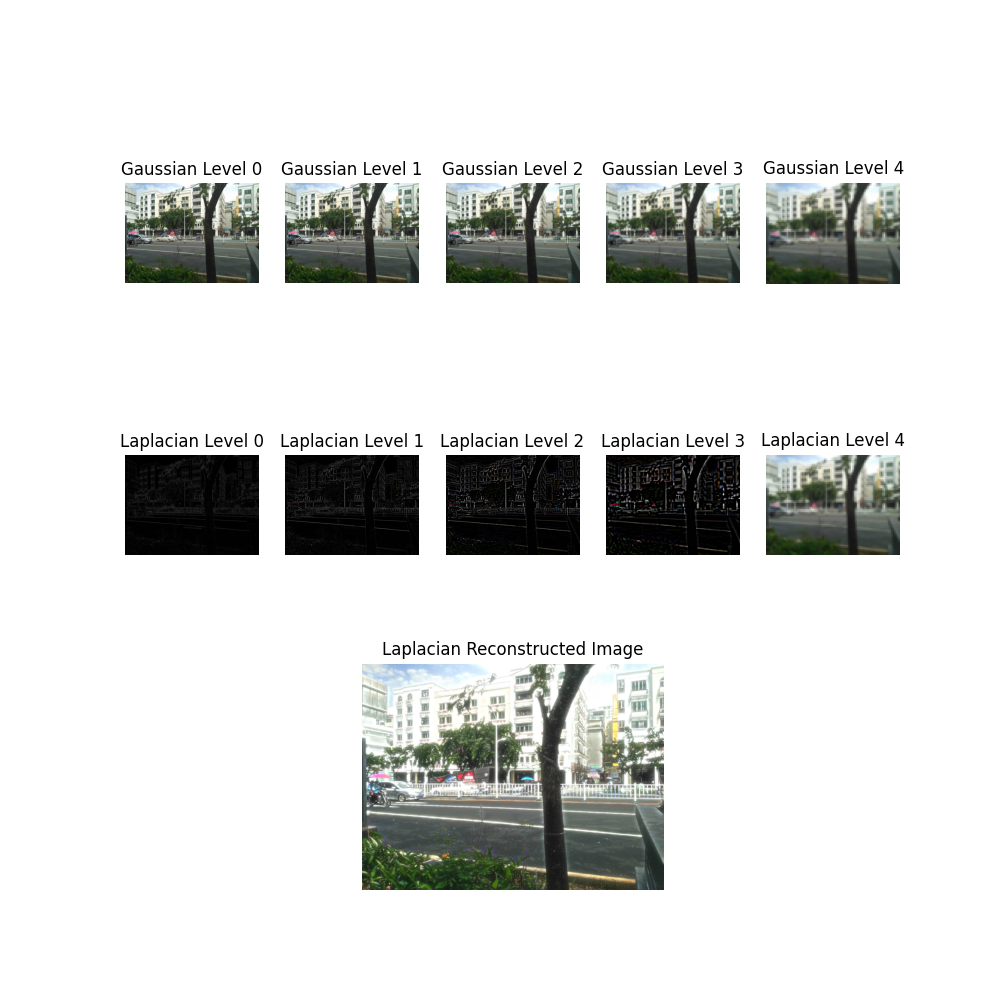 Gaussian Level 0
Gaussian Level 1
Gaussian Level 2
Gaussian Level 3
Gaussian Level 4
Laplacian Level 0
Laplacian Level 1
Laplacian Level 2
Laplacian Level 3
Laplacian Level 4
Laplacian Reconstructed Image